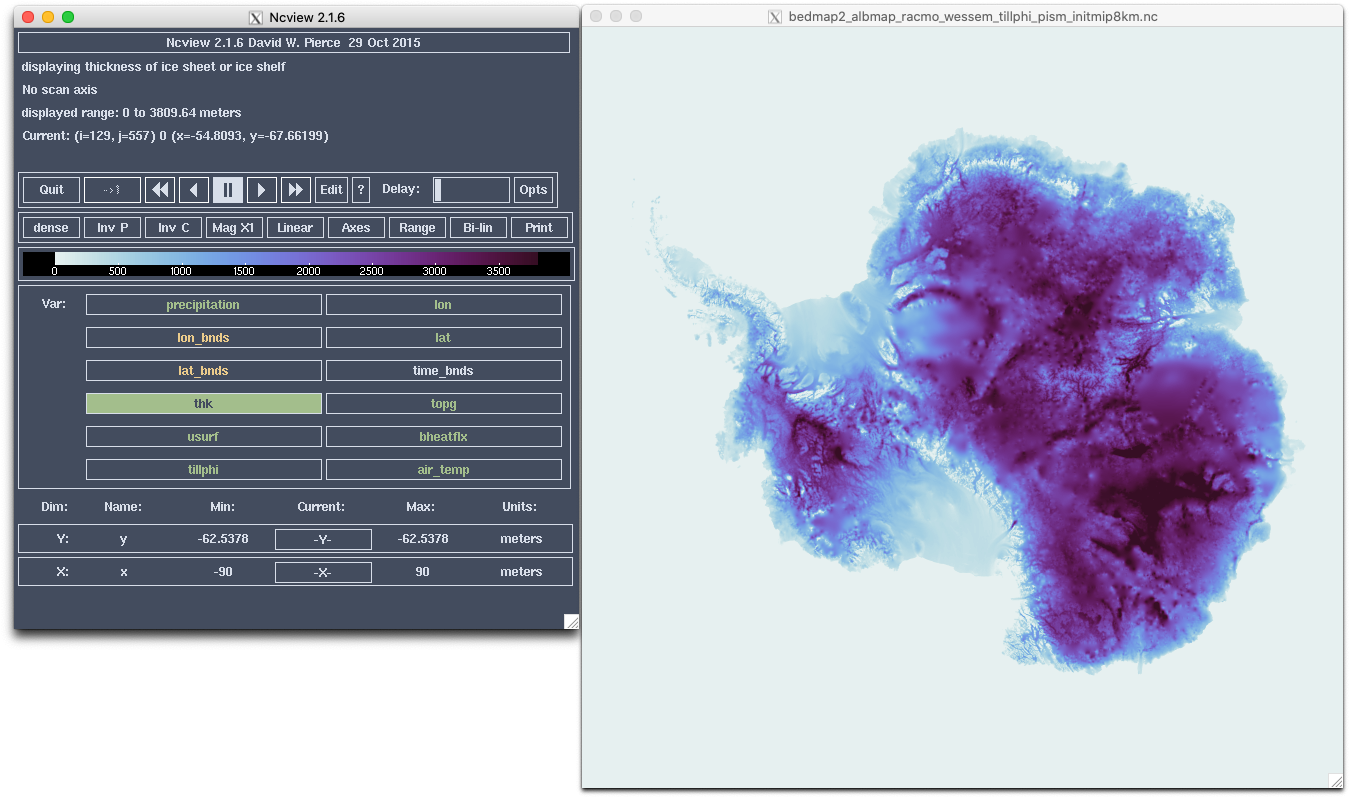 Ncview 2.1.6
Ncview 2.1.6 David W. Pierce 29 Oct 2015
displaying thickness of ice sheet or ice shelf
No scan axis
displayed range: 0 to 3809.64 meters
Current: (i=129, j=557) 0 (x=-54.8093, y=-67.66199)
Quit ->1 Edit ? Delay: Opts
dense Inv P Inv C Mag X1 Linear Axes Range Bi-lin Print
0 500 1000 1500 2000 2500 3000 3500
Var: precipitation lon
lon_bnds lat
lat_bnds time_bnds
thk topg
usurf bheatflx
tillphi air_temp
Dim: Name: Min: Current: Max: Units:
Y: y -62.5378 -Y- -62.5378 meters
X: x -90 -X- 90 meters
bedmap2_albmap_racmo_wessem_tillphi_pism_initmip8km.nc